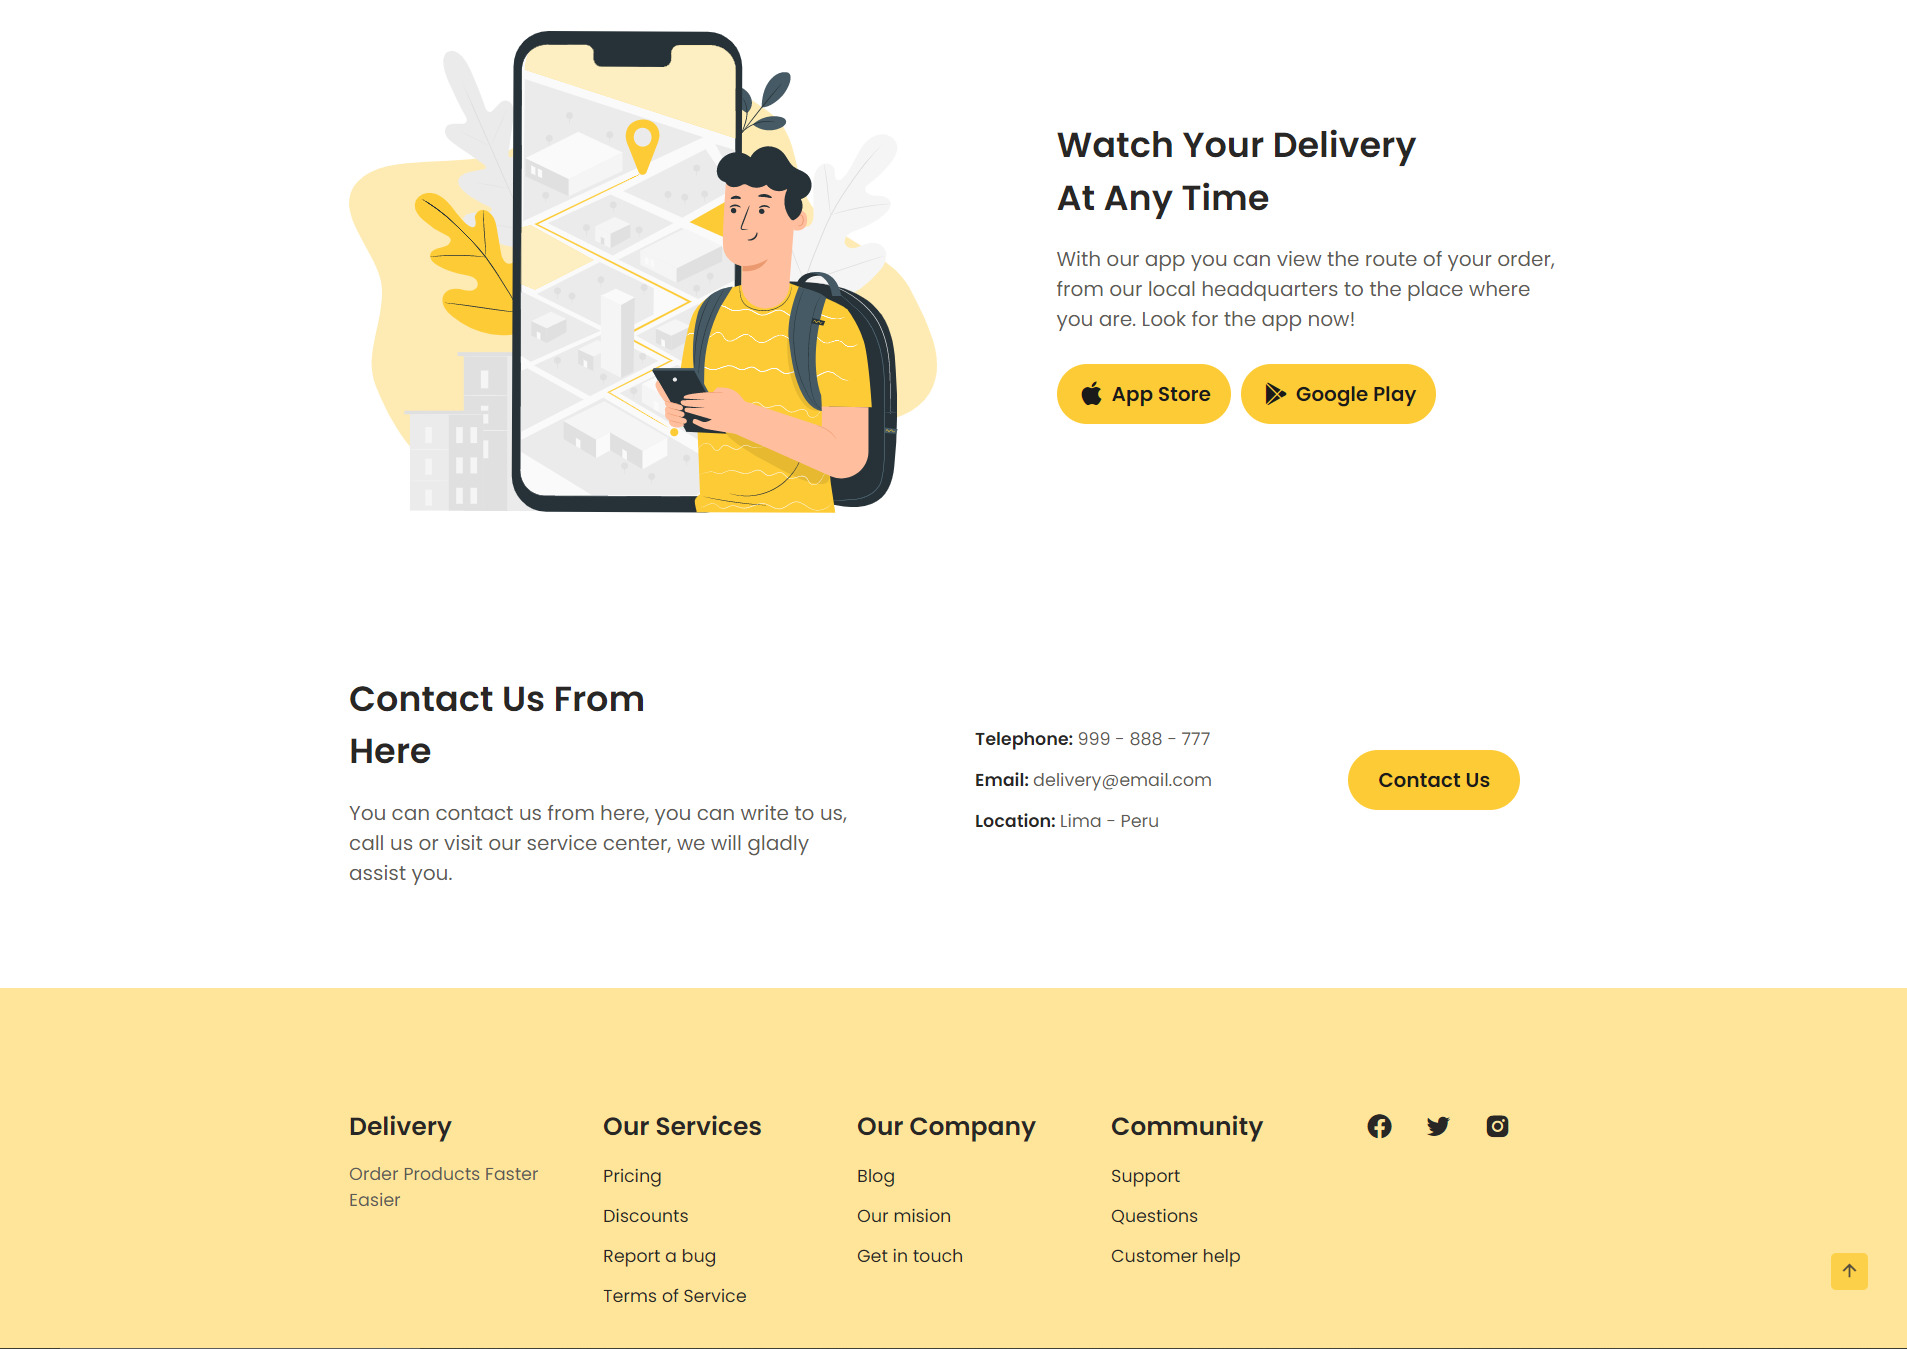 Watch Your Delivery
At Any Time
With our app you can view the route of your order,
from our local headquarters to the place where
you are. Look for the app now!
App Store
Google Play
Contact Us From
Here
You can contact us from here, you can write to us,
call us or visit our service center, we will gladly
assist you.
Telephone: 999 - 888 - 777
Email: delivery@email.com
Location: Lima - Peru
Contact Us
Delivery
Order Products Faster
Easier
Our Services
Pricing
Discounts
Report a bug
Terms of Service
Our Company
Blog
Our mision
Get in touch
Community
Support
Questions
Customer help